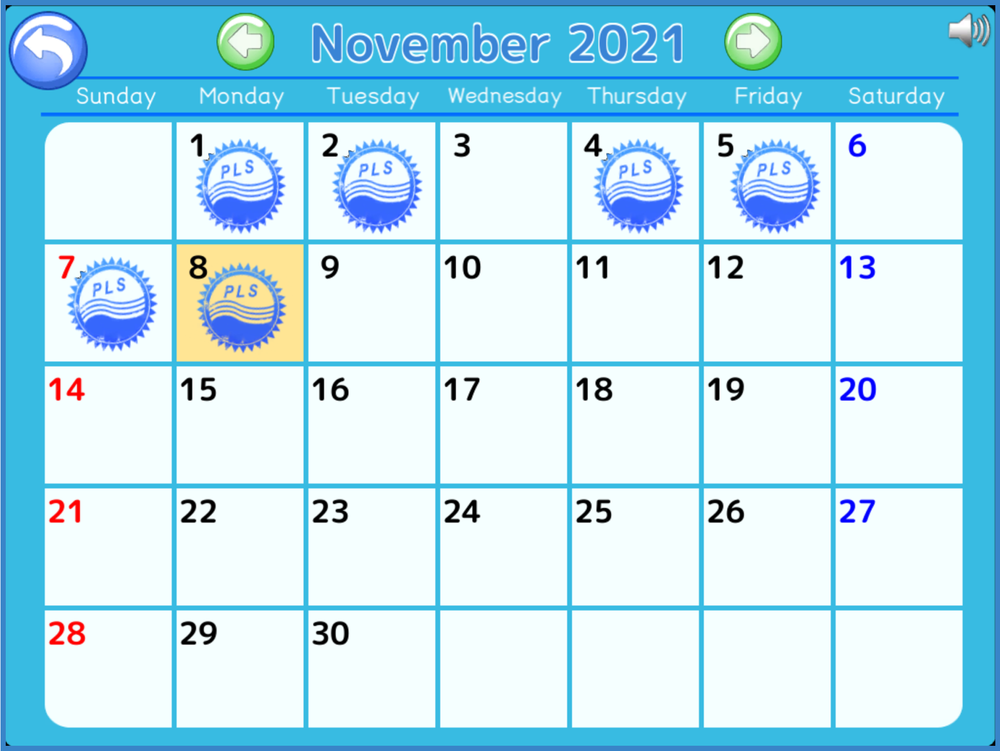 November 2021
Sunday Monday Tuesday Wednesday Thursday Friday Saturday
1 2 3 4 5 6
PLS PLS PLS PLS
7 8 9 10 11 12 13
PLS PLS
14 15 16 17 18 19 20
21 22 23 24 25 26 27
28 29 30